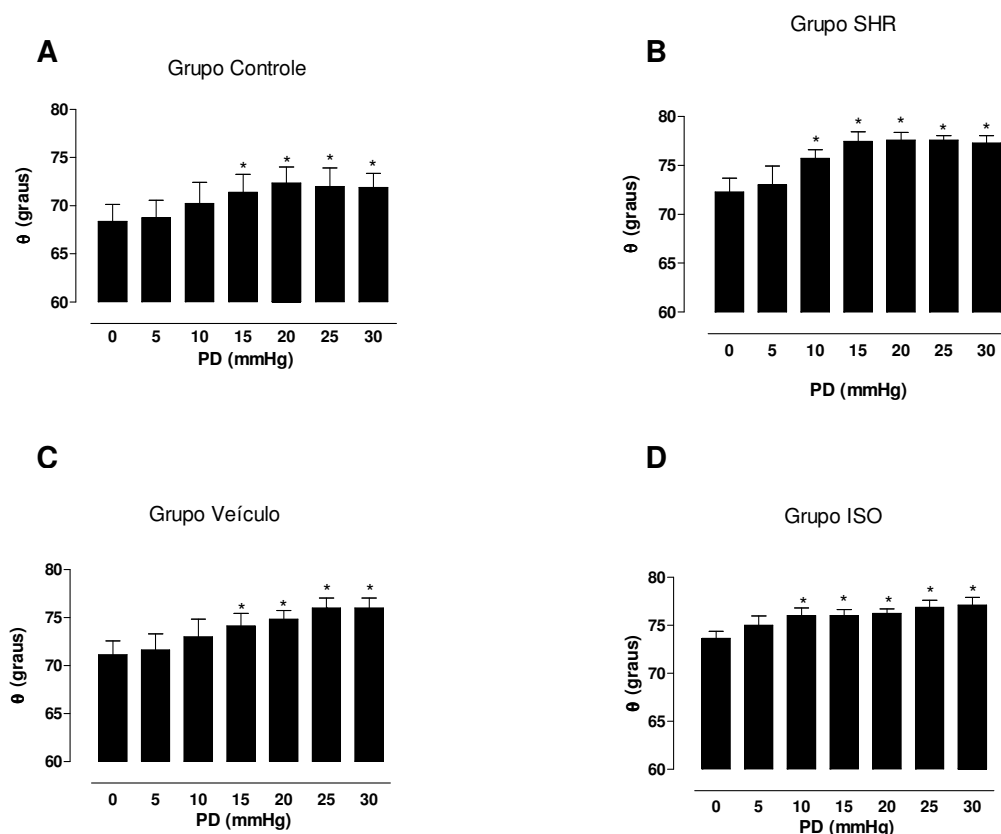 A
Grupo Controle
80
75
70
65
60
θ (graus)
* * * *
0 5 10 15 20 25 30
PD (mmHg)
B
Grupo SHR
80
75
70
65
60
θ (graus)
* * * * *
0 5 10 15 20 25 30
PD (mmHg)
C
Grupo Veículo
80
75
70
65
60
θ (graus)
* * * *
0 5 10 15 20 25 30
PD (mmHg)
D
Grupo ISO
80
75
70
65
60
θ (graus)
* * * * *
0 5 10 15 20 25 30
PD (mmHg)